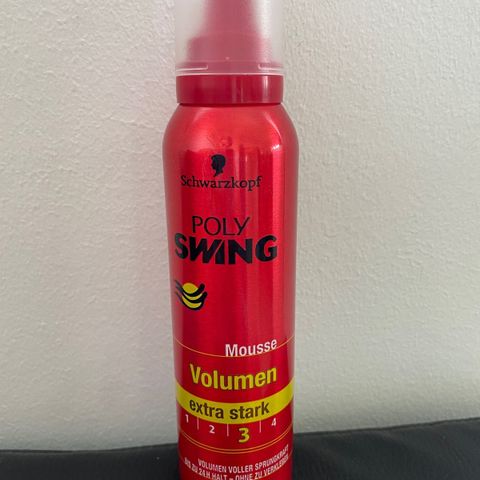 Schwarzkopf
POLY
SWING
Mousse
Volumen
extra stark
1 2 3 4
VOLUMEN VOLLER SPRUNGKRAFT
BIS ZU 24H HALT – OHNE ZU VERKLEBEN